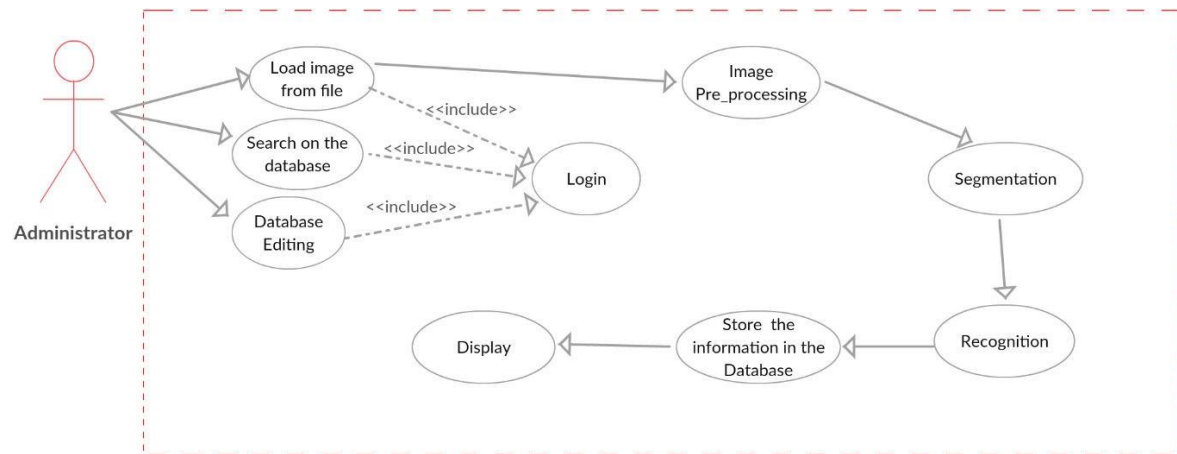 Load image
from file
Image
Pre_processing
<<include>>
Search on the
database
<<include>>
Login
Segmentation
<<include>>
Database
Editing
Administrator
Display
Store the
information in the
Database
Recognition